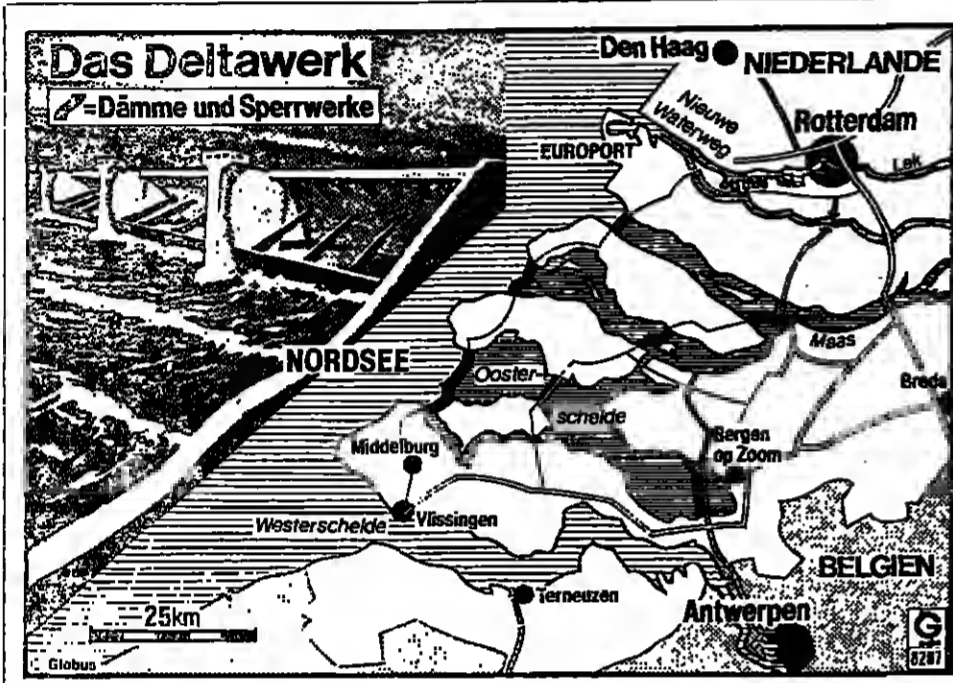 Das Deltawerk
=Dämme und Sperrwerke
Den Haag
NIEDERLANDE
Nieuwe
Waterweg
Rotterdam
EUROPORT
Lek
NORDSEE
Maas
Ooster-
schelde
Breda
Middelburg
Bergen
og Zoom
Westerschelde
Vlissingen
BELGIEN
Terneuzen
25km
Antwerpen
Globus
G
8287